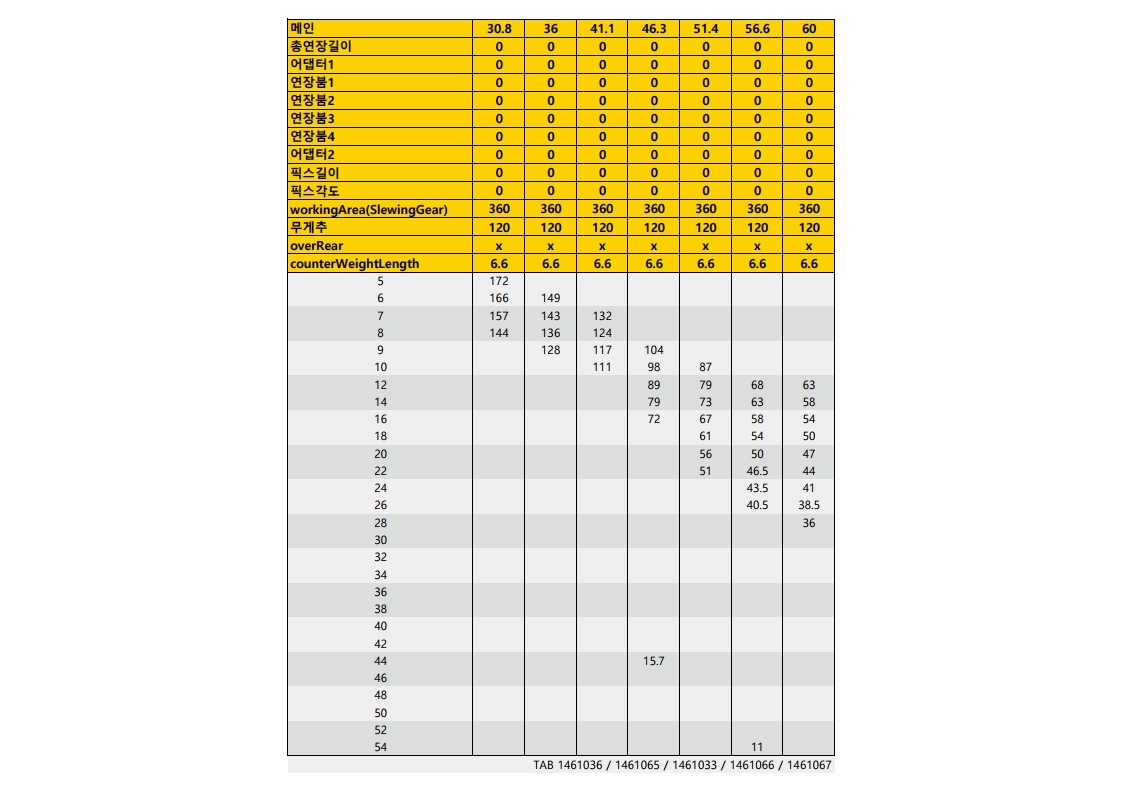 메인 30.8 36 41.1 46.3 51.4 56.6 60
총연장길이 0 0 0 0 0 0 0
어댑터1 0 0 0 0 0 0 0
연장붐1 0 0 0 0 0 0 0
연장붐2 0 0 0 0 0 0 0
연장붐3 0 0 0 0 0 0 0
연장붐4 0 0 0 0 0 0 0
어댑터2 0 0 0 0 0 0 0
픽스길이 0 0 0 0 0 0 0
픽스각도 0 0 0 0 0 0 0
workingArea(SlewingGear) 360 360 360 360 360 360 360
무게추 120 120 120 120 120 120 120
overRear x x x x x x x
counterWeightLength 6.6 6.6 6.6 6.6 6.6 6.6 6.6
5 172
6 166 149
7 157 143 132
8 144 136 124
9 128 117 104
10 111 98 87
12 89 79 68 63
14 79 73 63 58
16 72 67 58 54
18 61 54 50
20 56 50 47
22 51 46.5 44
24 43.5 41
26 40.5 38.5
28 36
30
32
34
36
38
40
42
44 15.7
46
48
50
52
54 11
TAB 1461036 / 1461065 / 1461033 / 1461066 / 1461067